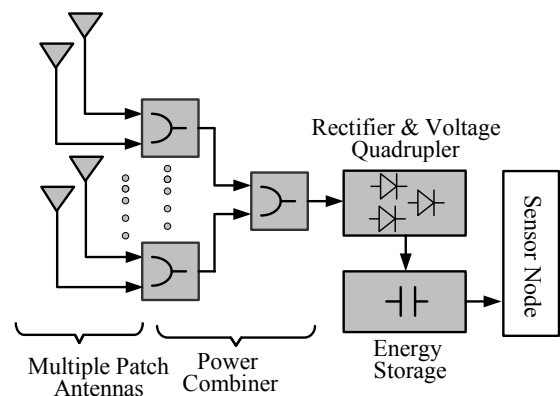 Rectifier & Voltage
Quadrupler
Sensor Node
Energy
Storage
Multiple Patch
Antennas
Power
Combiner